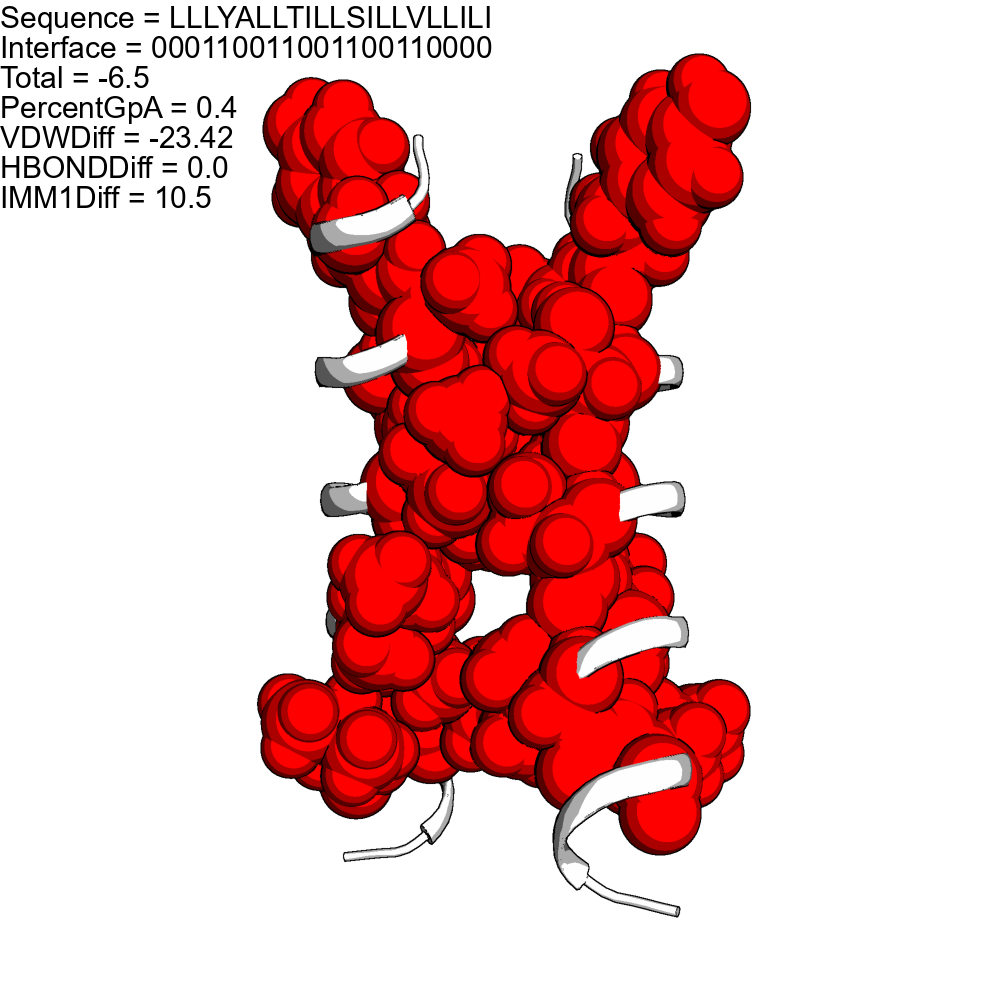 Sequence = LLLYALLTILLSILLVLLILI
Interface = 000110011001100110000
Total = -6.5
PercentGpA = 0.4
VDWDiff = -23.42
HBONDDiff = 0.0
IMM1Diff = 10.5